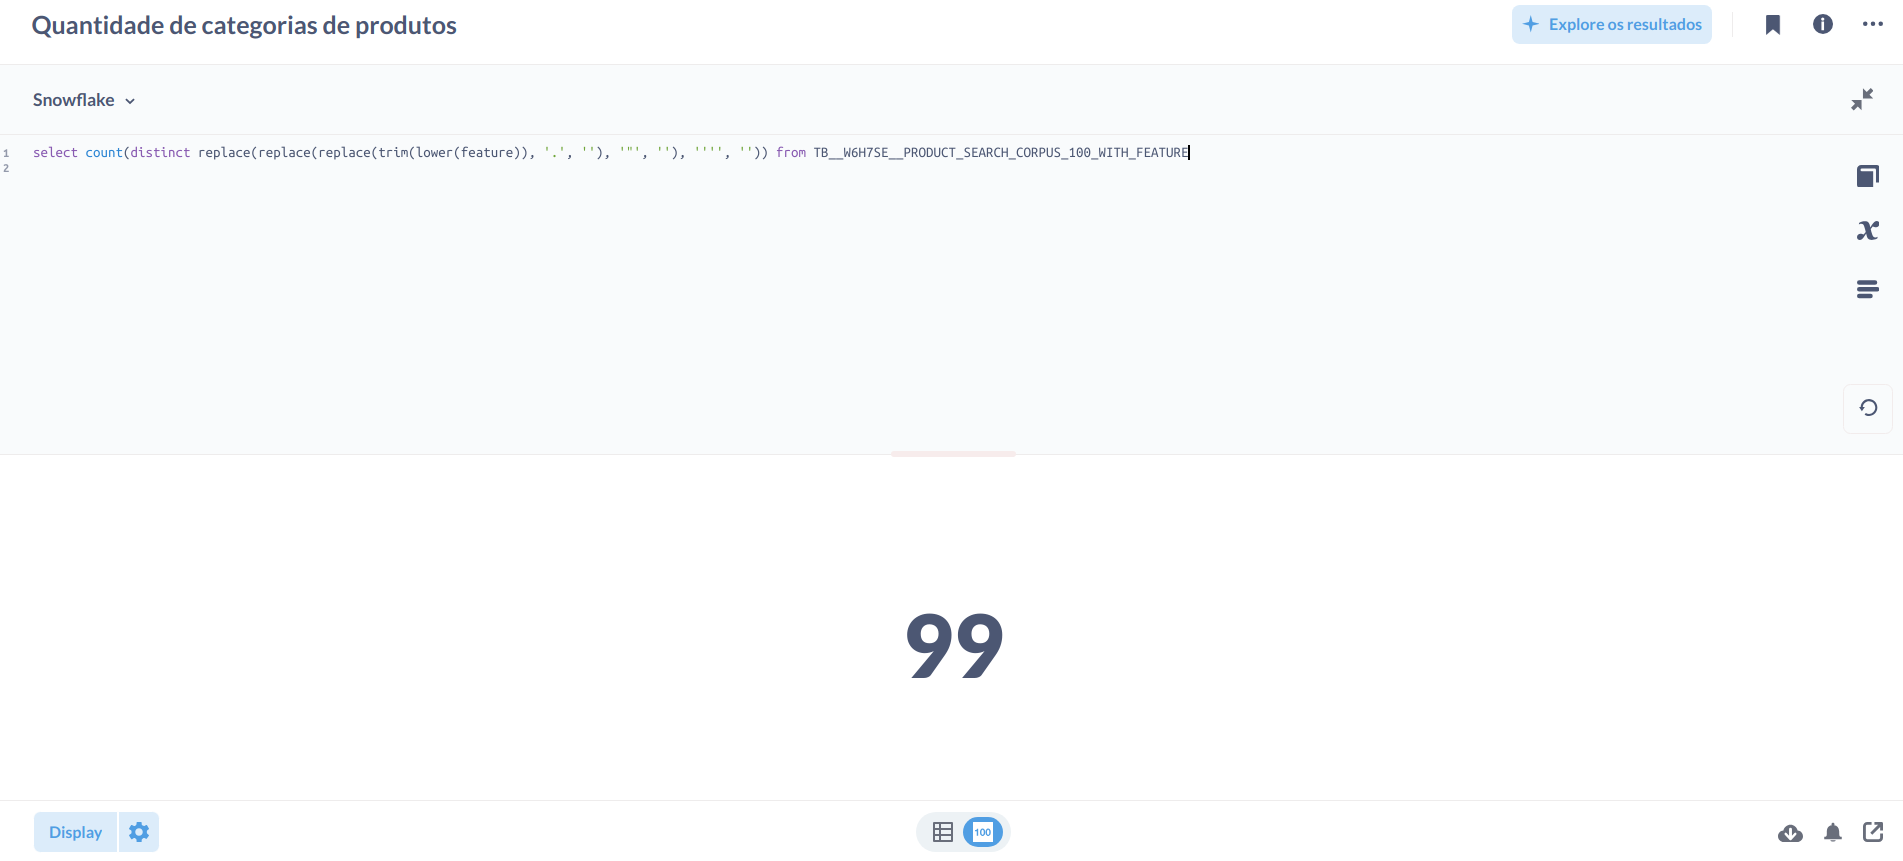 Quantidade de categorias de produtos
Explore os resultados
Snowflake
1 select count(distinct replace(replace(replace(trim(lower(feature)), '.', ''), '"', ''), '''', '')) from TB__W6H7SE__PRODUCT_SEARCH_CORPUS_100_WITH_FEATURE
2
x
99
Display
100